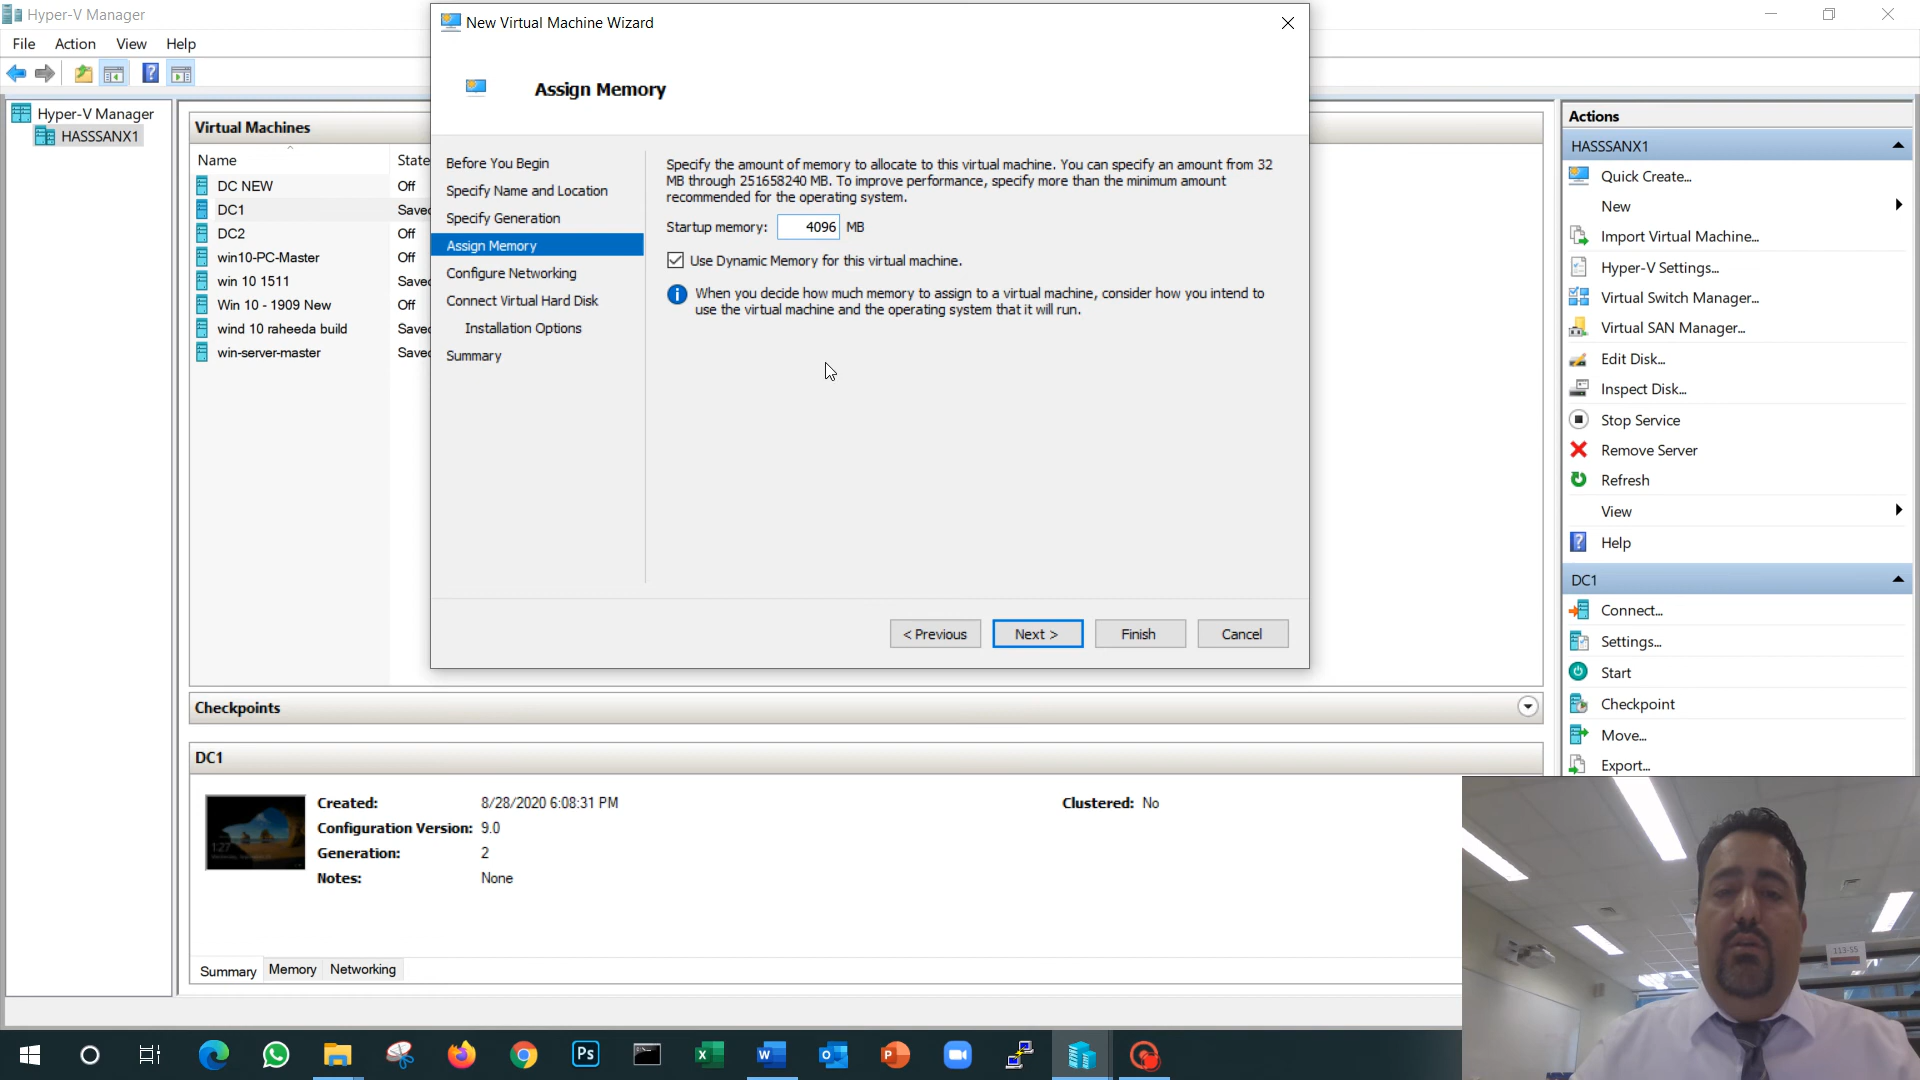 Hyper-V Manager
File Action View Help
Hyper-V Manager
HASSSANX1
Virtual Machines
Name State
DC NEW Off
DC1 Saved
DC2 Off
win10-PC-Master Off
win 10 1511 Off
Win 10 - 1909 New Off
wind 10 raheeda build Saved
win-server-master Saved
New Virtual Machine Wizard
Assign Memory
Before You Begin
Specify Name and Location
Specify Generation
Assign Memory
Configure Networking
Connect Virtual Hard Disk
Installation Options
Summary
Specify the amount of memory to allocate to this virtual machine. You can specify an amount from 32
MB through 251658240 MB. To improve performance, specify more than the minimum amount
recommended for the operating system.
Startup memory: 4096 MB
Use Dynamic Memory for this virtual machine.
When you decide how much memory to assign to a virtual machine, consider how you intend to
use the virtual machine and the operating system that it will run.
< Previous Next > Finish Cancel
Checkpoints
DC1
Created: 8/28/2020 6:08:31 PM
Clustered: No
Configuration Version: 9.0
Generation: 2
Notes: None
1:27
Summary Memory Networking
Actions
HASSSANX1
Quick Create...
New
Import Virtual Machine...
Hyper-V Settings...
Virtual Switch Manager...
Virtual SAN Manager...
Edit Disk...
Inspect Disk...
Stop Service
Remove Server
Refresh
View
Help
DC1
Connect...
Settings...
Start
Checkpoint
Move...
Export...
113-55
Ps